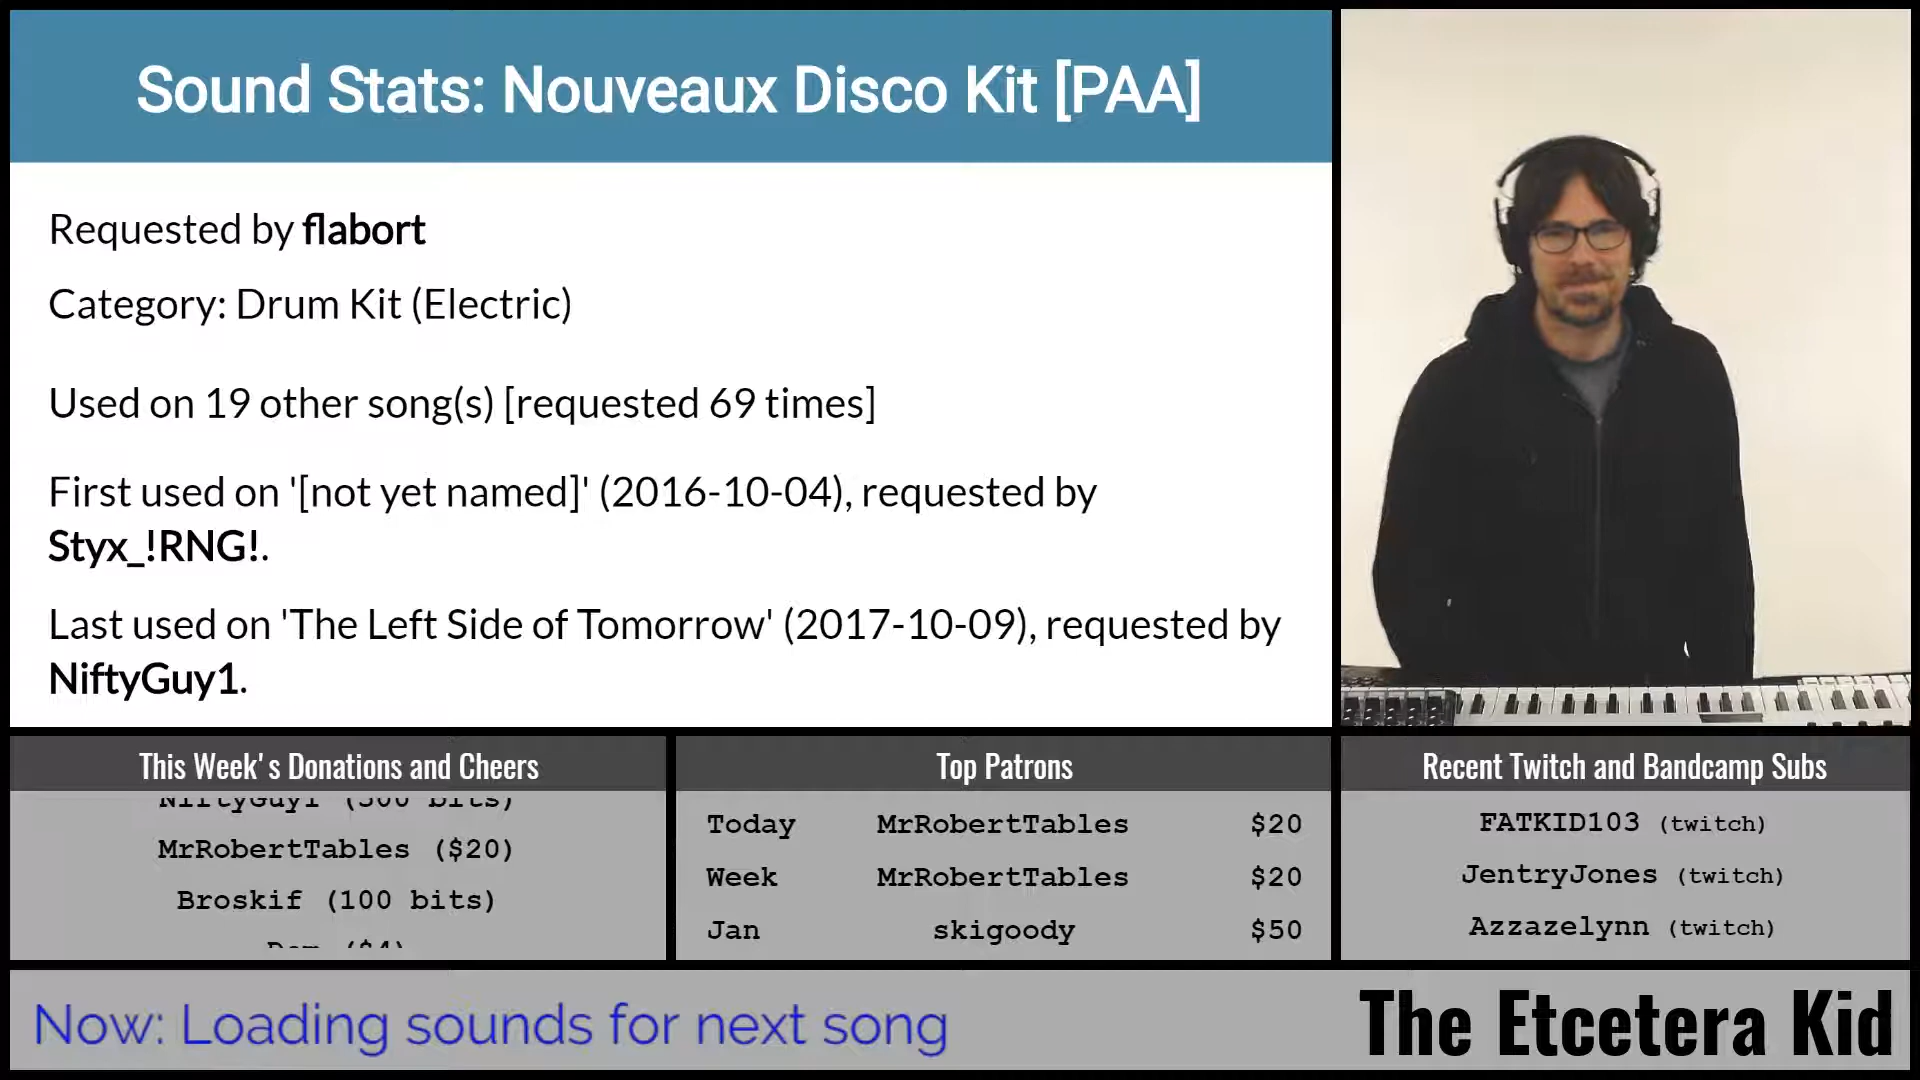 Sound Stats: Nouveaux Disco Kit [PAA]
Requested by flabort
Category: Drum Kit (Electric)
Used on 19 other song(s) [requested 69 times]
First used on '[not yet named]' (2016-10-04), requested by
Styx_!RNG!.
Last used on 'The Left Side of Tomorrow' (2017-10-09), requested by
NiftyGuy1.
This Week's Donations and Cheers
NiftyGuy1 (500 bits)
MrRobertTables ($20)
Broskif (100 bits)
Top Patrons
Today MrRobertTables $20
Week MrRobertTables $20
Jan skigoody $50
Recent Twitch and Bandcamp Subs
FATKID103 (twitch)
JentryJones (twitch)
Azzazelynn (twitch)
Now: Loading sounds for next song
The Etcetera Kid